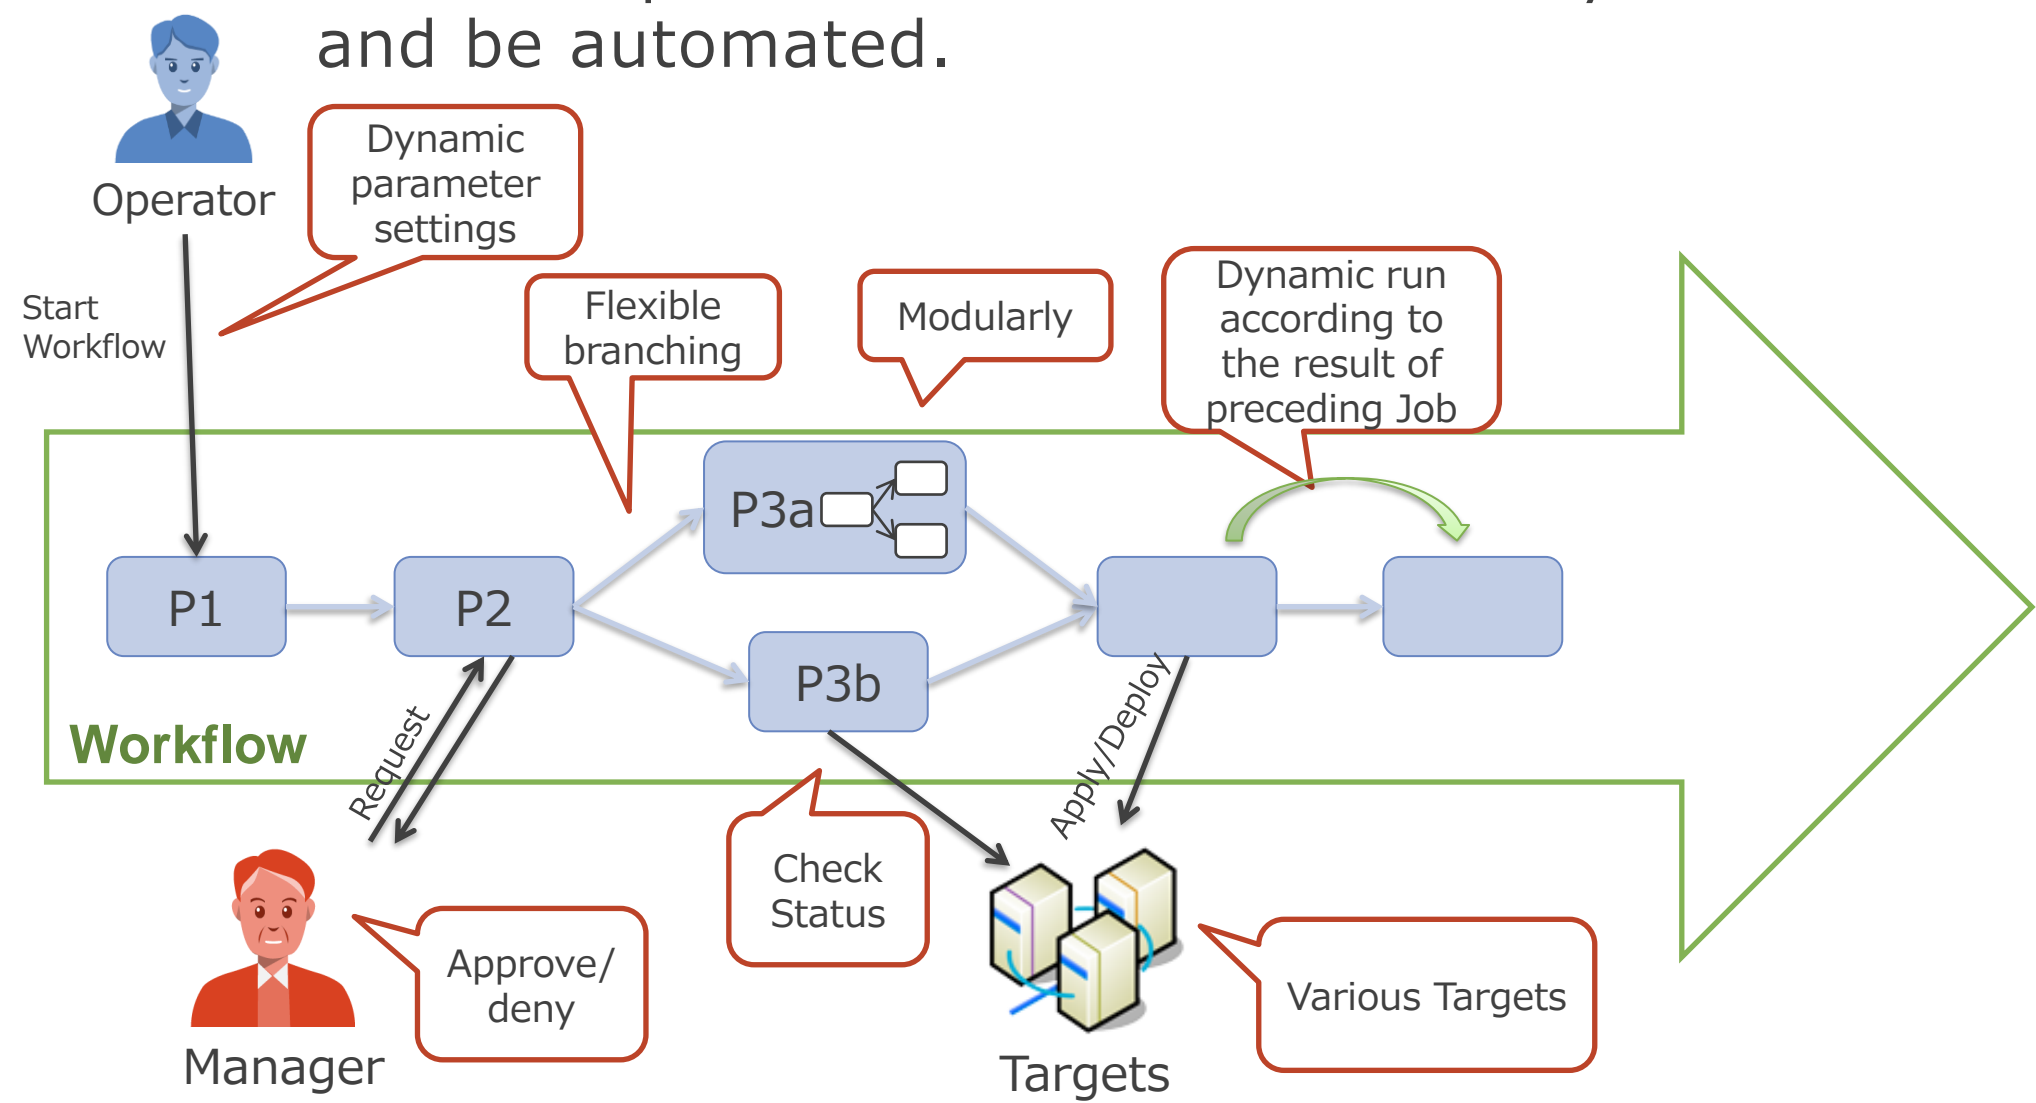 and be automated.
Operator
Dynamic
parameter
settings
Start
Workflow
Flexible
branching
Modularly
Dynamic run
according to
the result of
preceding Job
P1
P2
P3a
P3b
Workflow
Request
Apply/Deploy
Check
Status
Approve/
deny
Various Targets
Manager
Targets